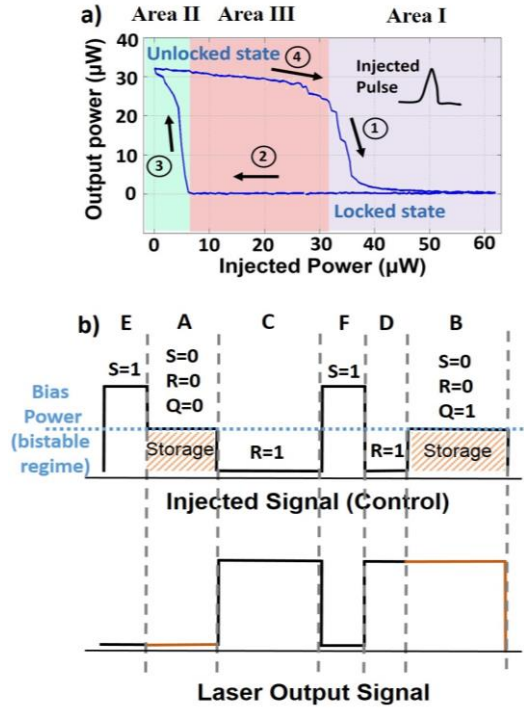 a)
Area II Area III Area I
40
30
20
10
0
Output power (µW)
Unlocked state
④
Injected
Pulse
①
③
②
Locked state
0 10 20 30 40 50 60
Injected Power (µW)
b)
E A C F D B
S=1
S=0
R=0
Q=0
S=1
S=0
R=0
Q=1
Bias
Power
(bistable
regime)
Storage
R=1
R=1
Storage
Injected Signal (Control)
Laser Output Signal